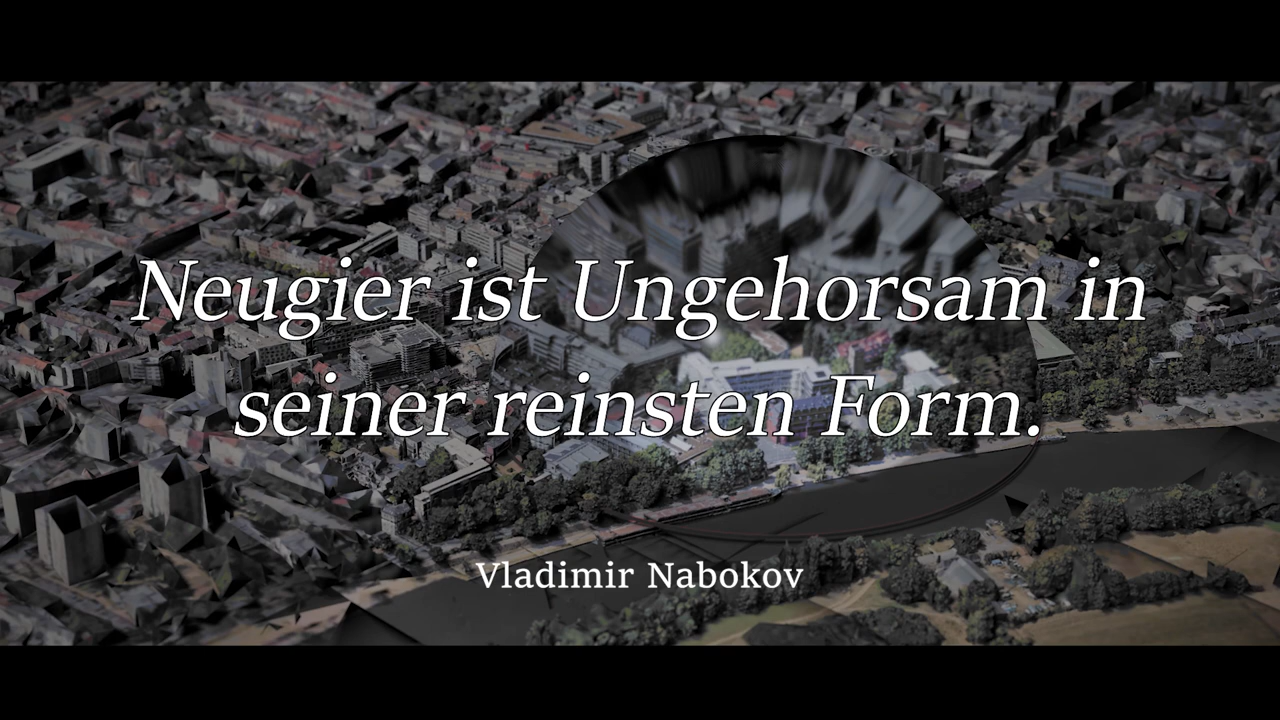 Neugier ist Ungehorsam in
seiner reinsten Form.
Vladimir Nabokov